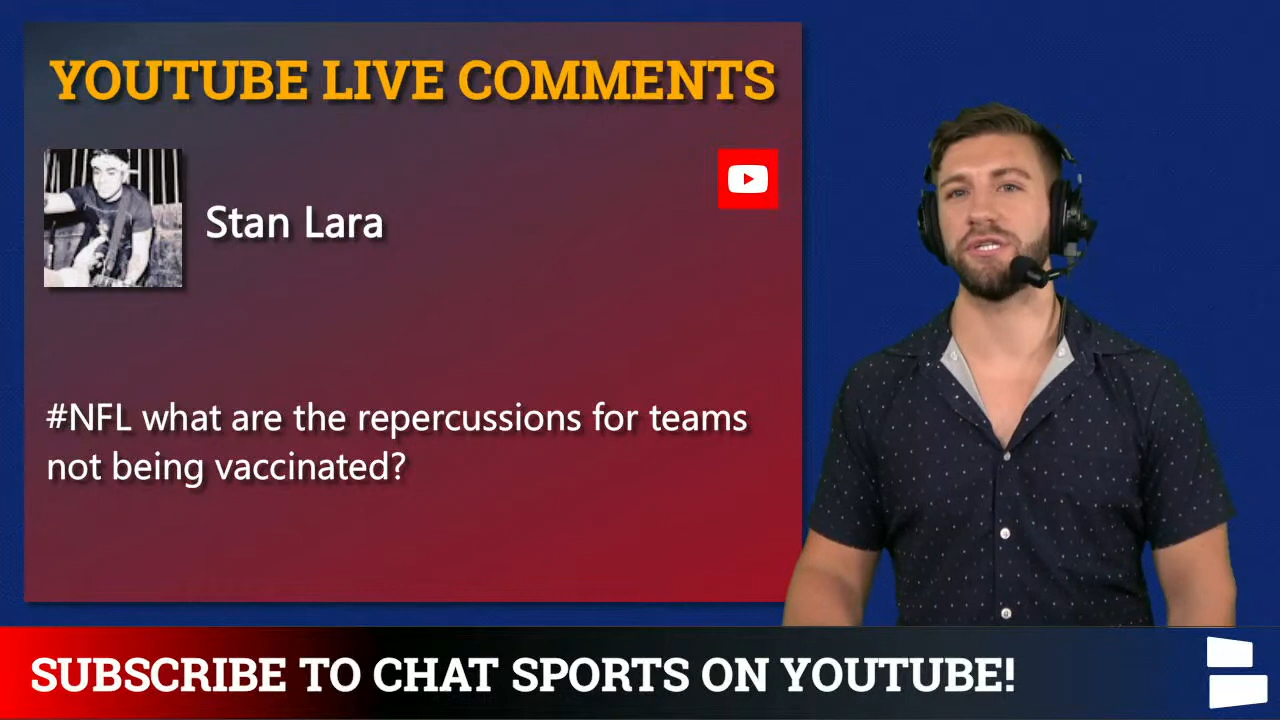 YOUTUBE LIVE COMMENTS
Stan Lara
#NFL what are the repercussions for teams
not being vaccinated?
SUBSCRIBE TO CHAT SPORTS ON YOUTUBE!